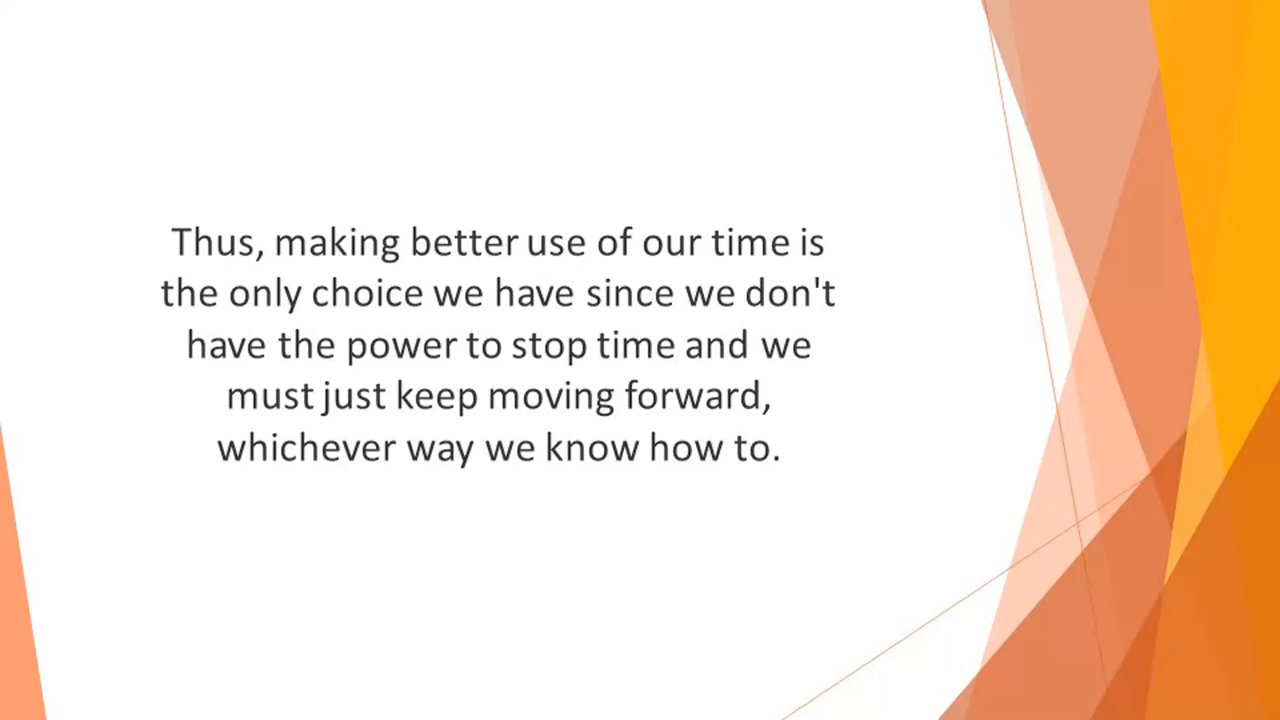 Thus, making better use of our time is
the only choice we have since we don't
have the power to stop time and we
must just keep moving forward,
whichever way we know how to.